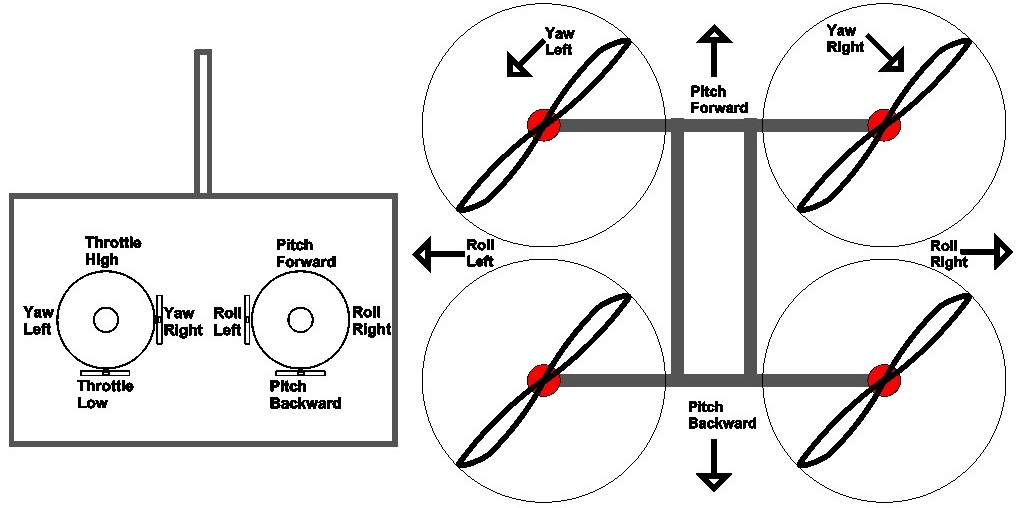 Throttle
High
Pitch
Forward
Yaw
Left
Yaw
Right
Roll
Left
Roll
Right
Throttle
Low
Pitch
Backward
Yaw
Left
Yaw
Right
Pitch
Forward
Roll
Left
Roll
Right
Pitch
Backward